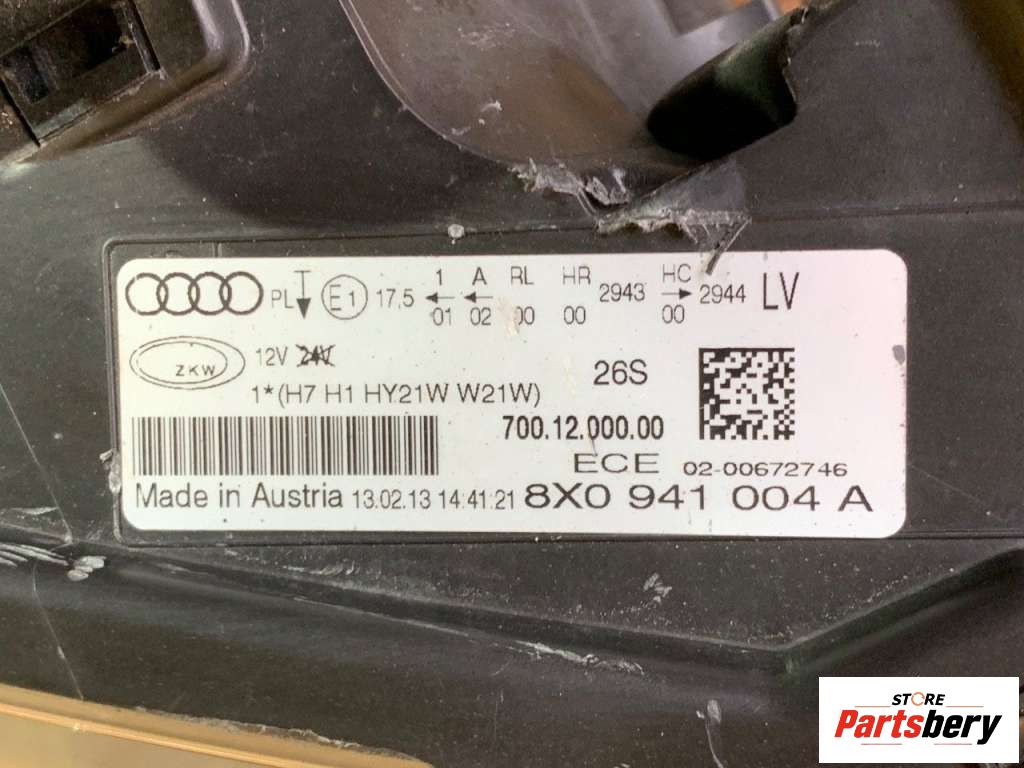 PL E1 17,5 1 A RL HR 2943 HC 2944 LV
01 02 00 00 00
ZKW 12V 24V 26S
1*(H7 H1 HY21W W21W)
700.12.000.00
ECE 02-00672746
Made in Austria 13.02.13 14:41:21 8X0 941 004 A
STORE
Partsbery